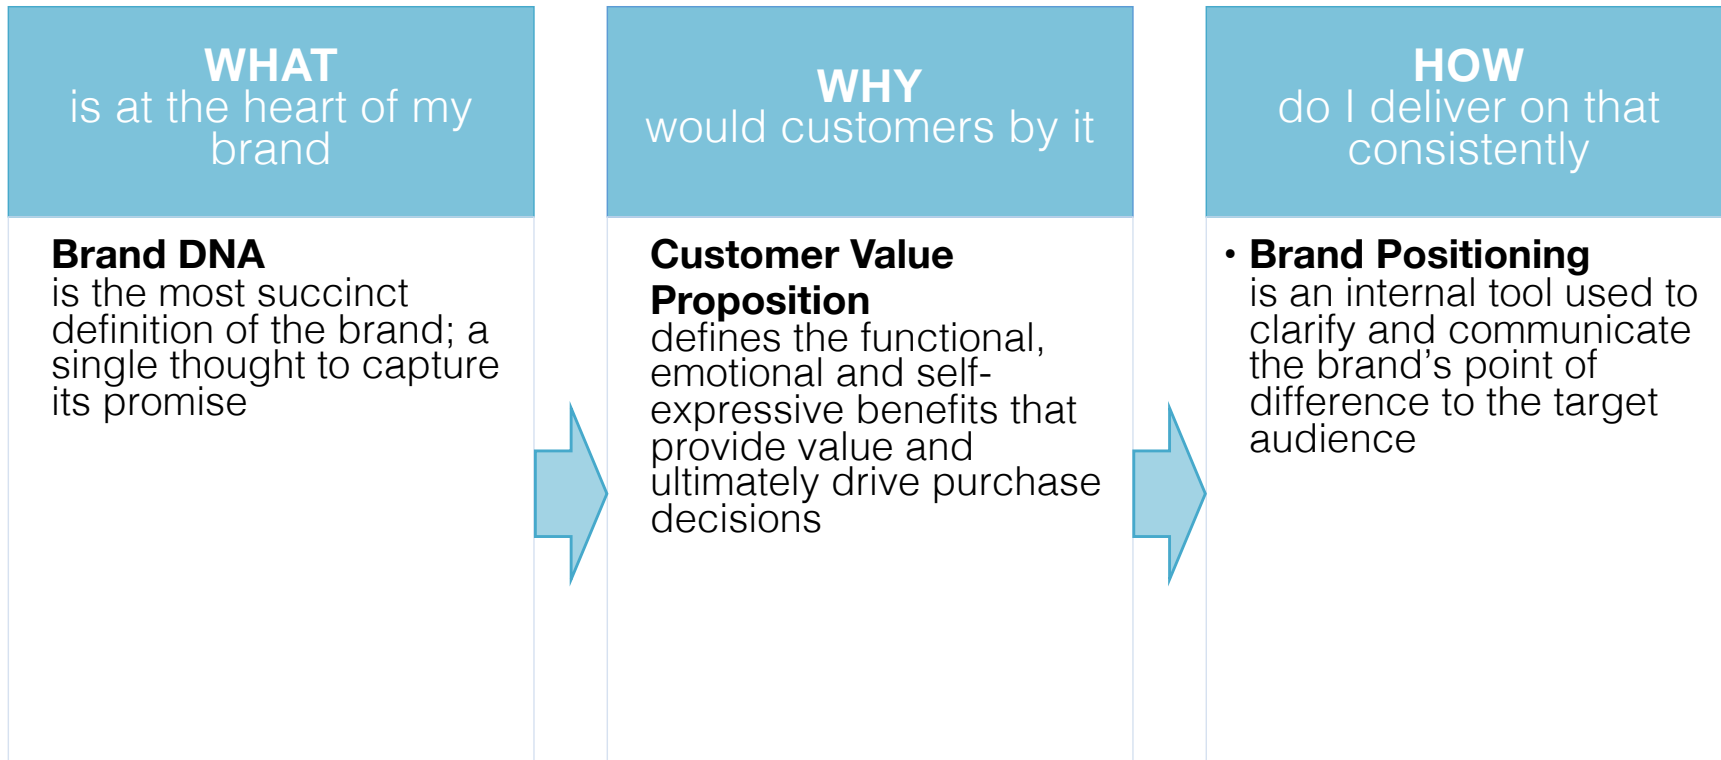 WHAT
is at the heart of my
brand
WHY
would customers by it
HOW
do I deliver on that
consistently
Brand DNA
is the most succinct
definition of the brand; a
single thought to capture
its promise
Customer Value
Proposition
defines the functional,
emotional and self-
expressive benefits that
provide value and
ultimately drive purchase
decisions
• Brand Positioning
is an internal tool used to
clarify and communicate
the brand’s point of
difference to the target
audience